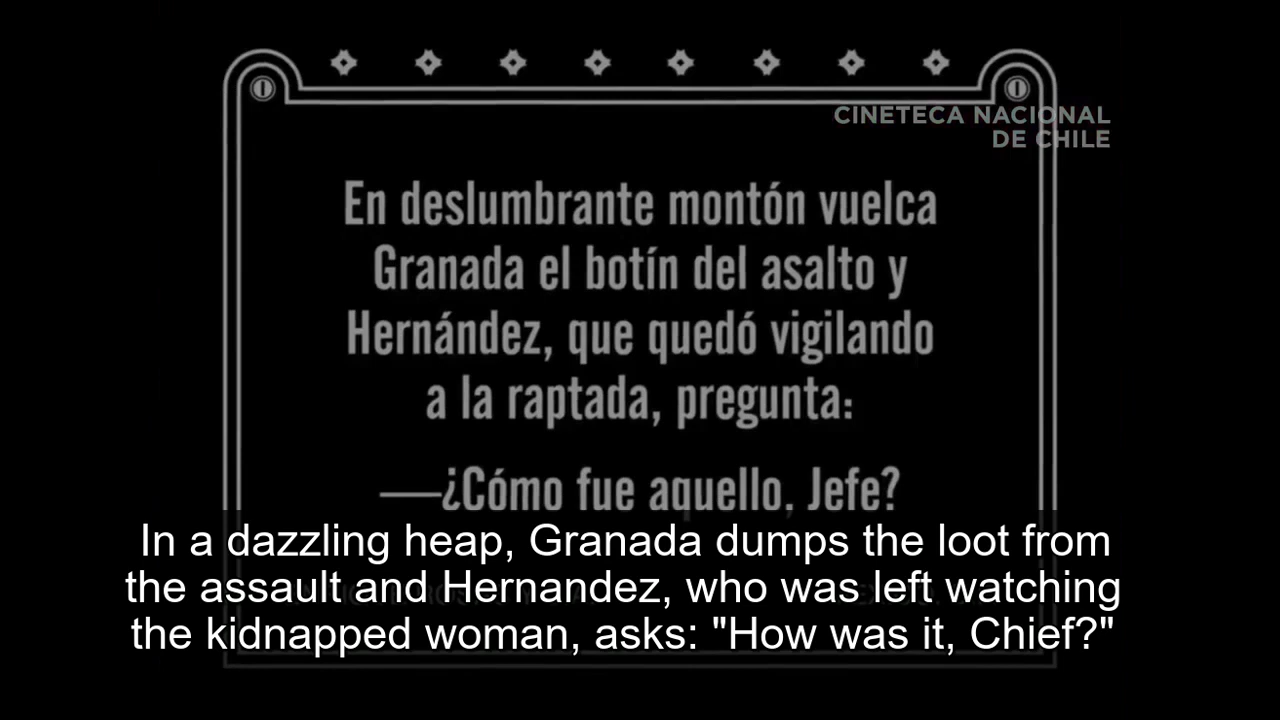 CINETECA NACIONAL
DE CHILE
En deslumbrante montón vuelca
Granada el botín del asalto y
Hernández, que quedó vigilando
a la raptada, pregunta:
—¿Cómo fue aquello, Jefe?
In a dazzling heap, Granada dumps the loot from
the assault and Hernandez, who was left watching
the kidnapped woman, asks: "How was it, Chief?"